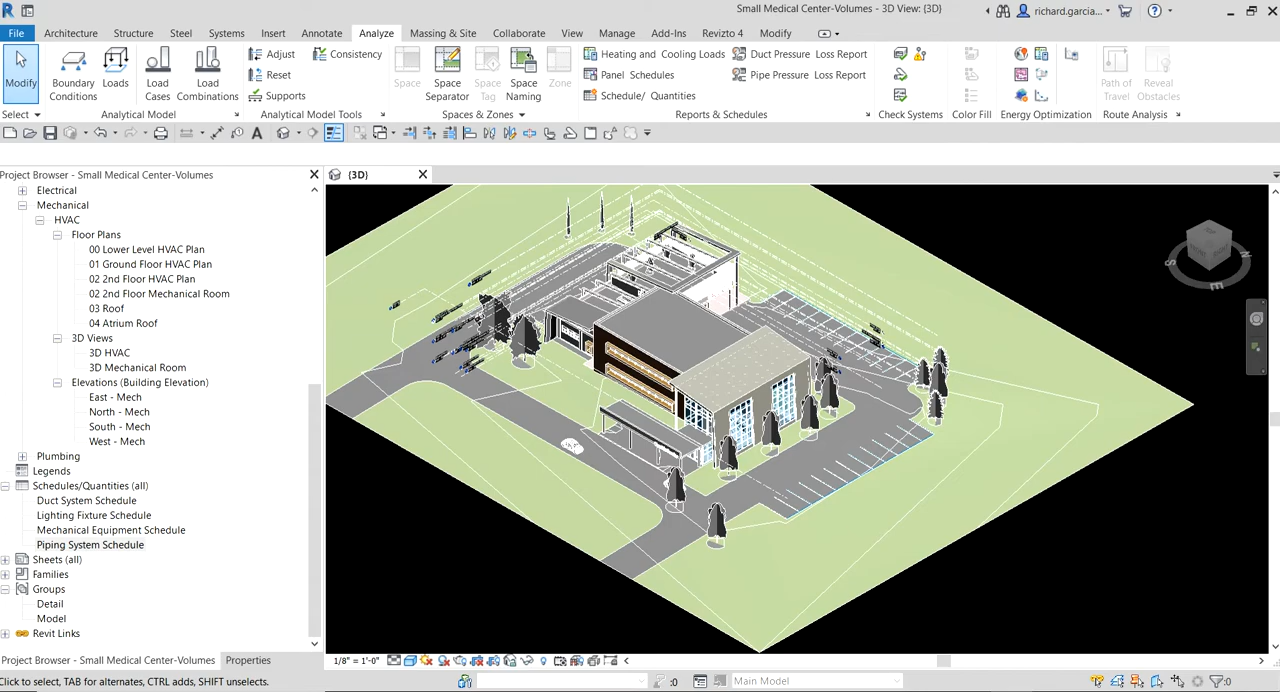 Small Medical Center-Volumes - 3D View: {3D}
richard.garcia...
File Architecture Structure Steel Systems Insert Annotate Analyze Massing & Site Collaborate View Manage Add-Ins Revizto 4 Modify
Modify
Boundary
Conditions
Loads
Load
Cases
Load
Combinations
Adjust
Reset
Supports
Consistency
Space
Space
Separator
Space
Tag
Space
Naming
Zone
Heating and Cooling Loads
Panel Schedules
Schedule/ Quantities
Duct Pressure Loss Report
Pipe Pressure Loss Report
Path of
Travel
Reveal
Obstacles
Select Analytical Model Analytical Model Tools Spaces & Zones Reports & Schedules Check Systems Color Fill Energy Optimization Route Analysis
Project Browser - Small Medical Center-Volumes
{3D}
Electrical
Mechanical
HVAC
Floor Plans
00 Lower Level HVAC Plan
01 Ground Floor HVAC Plan
02 2nd Floor HVAC Plan
02 2nd Floor Mechanical Room
03 Roof
04 Atrium Roof
3D Views
3D HVAC
3D Mechanical Room
Elevations (Building Elevation)
East - Mech
North - Mech
South - Mech
West - Mech
Plumbing
Legends
Schedules/Quantities (all)
Duct System Schedule
Lighting Fixture Schedule
Mechanical Equipment Schedule
Piping System Schedule
Sheets (all)
Families
Groups
Detail
Model
Revit Links
Project Browser - Small Medical Center-Volumes Properties
1/8" = 1'-0"
Click to select, TAB for alternates, CTRL adds, SHIFT unselects.
:0
Main Model
:0